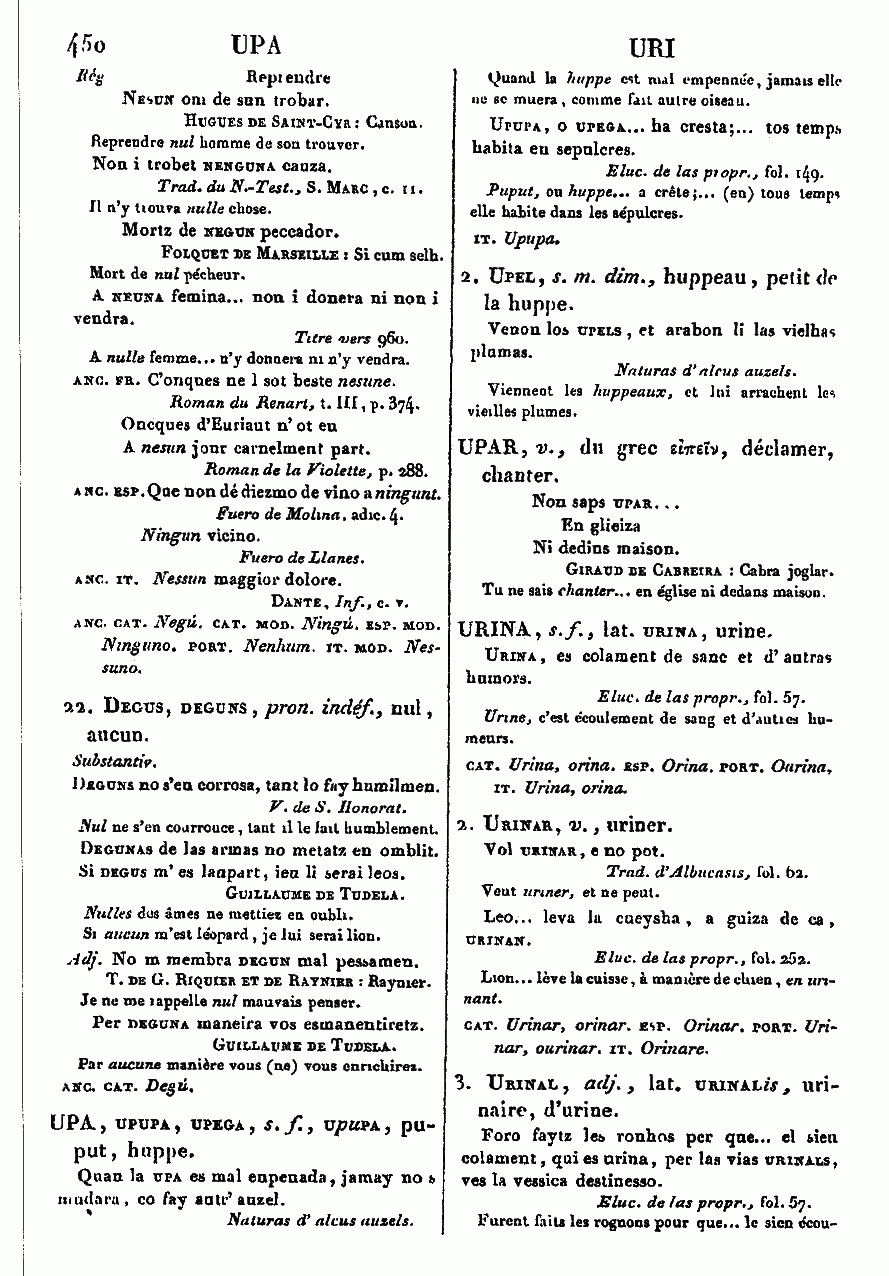 450 UPA URI
Rég Reprendre
NESUN om de son trobar.
HUGUES DE SAINT-CYR : Canson.
Reprendre nul homme de son trouver.
Non i trobet NENGUNA cauza.
Trad. du N.-Test., S. MARC, c. 11.
Il n'y trouva nulle chose.
Mortz de NEGUN peccador.
FOLQUET DE MARSEILLE : Si cum selh.
Mort de nul pécheur.
A NEUNA femina... non i donera ni non i
vendra.
Titre vers 960.
A nulle femme... n'y donnera ni n'y vendra.
ANC. FR. C'onques ne l sot beste nesune.
Roman du Renart, t. III, p. 374.
Oncques d'Euriaut n'ot en
A nesun jour carnelment part.
Roman de la Violette, p. 288.
ANC. ESP. Que non dé diezmo de vino a ningunt.
Fuero de Molina, adic. 4.
Ningun vicino.
Fuero de Llanes.
ANC. IT. Nessun maggior dolore.
DANTE, Inf., c. v.
ANC. CAT. Negú. CAT. MOD. Ningú. ESP. MOD.
Ninguno. PORT. Nenhum. IT. MOD. Nes-
suno.
22. DEGUS, DEGUNS, pron. indéf., nul,
aucun.
Substantiv.
DEGUNS no s'en corrosa, tant lo fay humilmen.
V. de S. Honorat.
Nul ne s'en courrouce, tant il le fait humblement.
DEGUNAS de las armas no metatz en omblit.
Si DEGUS m'es laupart, ieu li serai leos.
GUILLAUME DE TUDELA.
Nulles des âmes ne mettiez en oubli.
Si aucun m'est léopard, je lui serai lion.
Adj. No m membra DEGUN mal pessamen.
T. DE G. RIQUIER ET DE RAYNIER : Raynier.
Je ne me rappelle nul mauvais penser.
Per DEGUNA maneira vos esmanentiretz.
GUILLAUME DE TUDELA.
Par aucune manière vous (ne) vous enrichirez.
ANC. CAT. Degú.
UPA, UPUPA, UPEGA, s. f., UPUPA, pu-
put, huppe.
Quan la UPA es mal enpenada, jamay no s
mudara, co fay autr' auzel.
Naturas d'alcus auzels.
Quand la huppe est mal empennée, jamais elle
ne se muera, comme fait autre oiseau.
UPUPA, O UPEGA... ha cresta;... tos temps
habita en sepulcres.
Eluc. de las propr., fol. 149.
Puput, ou huppe... a crête;... (en) tous temps
elle habite dans les sépulcres.
IT. Upupa.
2. UPEL, s. m. dim., huppeau, petit de
la huppe.
Venon los UPELS, et arabon li las vielhas
plumas.
Naturas d'alcus auzels.
Viennent les huppeaux, et lui arrachent les
vieilles plumes.
UPAR, v., du grec εἰπεῖν, déclamer,
chanter.
Non saps UPAR...
En glieiza
Ni dedins maison.
GIRAUD DE CABREIRA : Cabra joglar.
Tu ne sais chanter... en église ni dedans maison.
URINA, s. f., lat. URINA, urine.
URINA, es colament de sanc et d'autras
humors.
Eluc. de las propr., fol. 57.
Urine, c'est écoulement de sang et d'autres hu-
meurs.
CAT. Urina, orina. ESP. Orina. PORT. Ourina,
IT. Urina, orina.
2. URINAR, v., uriner.
Vol URINAR, e no pot.
Trad. d'Albucasis, fol. 62.
Veut uriner, et ne peut.
Leo... leva la cueysha, a guiza de ca,
URINAN.
Eluc. de las propr., fol. 252.
Lion... lève la cuisse, à manière de chien, en uri-
nant.
CAT. Urinar, orinar. ESP. Orinar. PORT. Uri-
nar, ourinar. IT. Orinare.
3. URINAL, adj., lat. URINALis, uri-
naire, d'urine.
Foro faytz les ronhos per que... el sieu
colament, qui es urina, per las vias URINALS,
ves la vessica destinesso.
Eluc. de las propr., fol. 57.
Furent faits les rognons pour que... le sien écou-